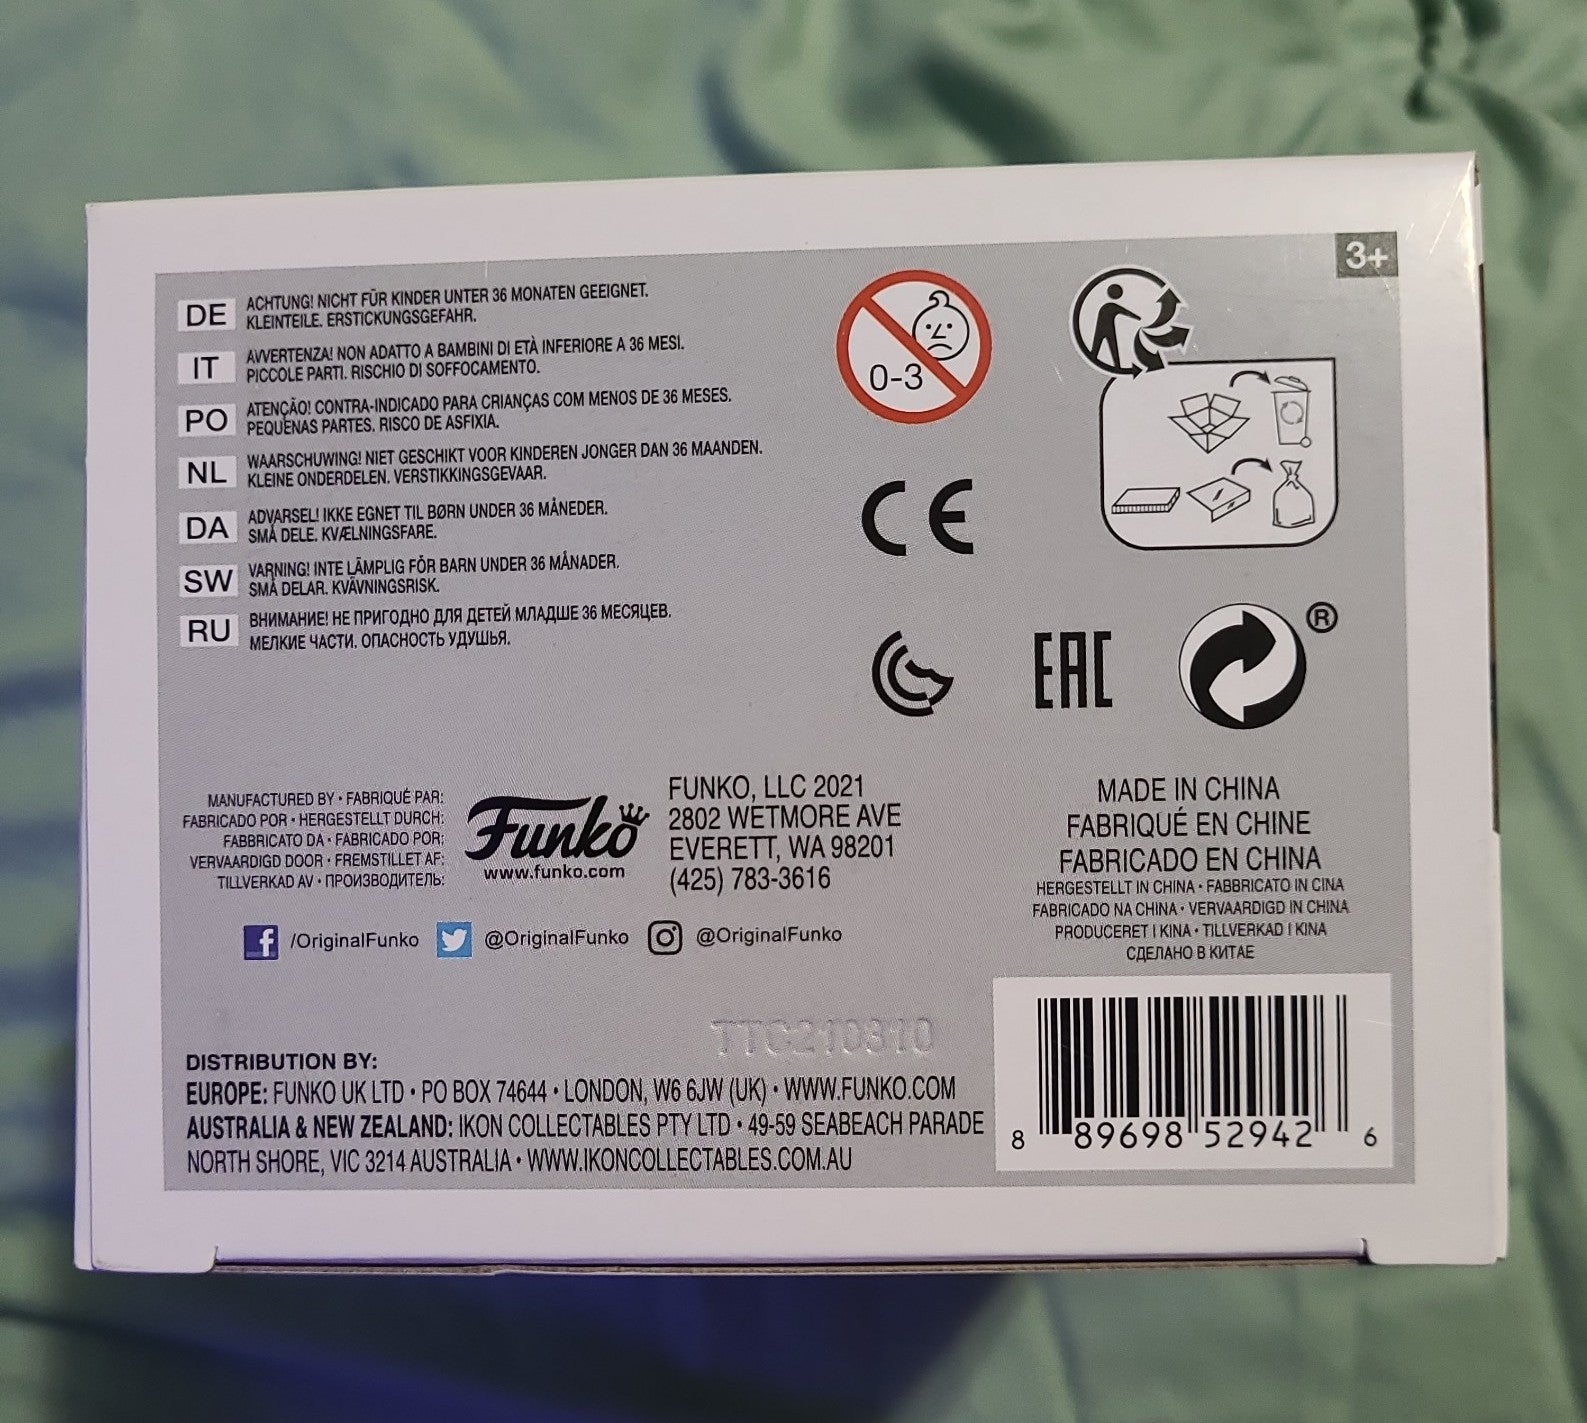 3+
DE
ACHTUNG! NICHT FÜR KINDER UNTER 36 MONATEN GEEIGNET.
KLEINTEILE. ERSTICKUNGSGEFAHR.
IT
AVVERTENZA! NON ADATTO A BAMBINI DI ETÀ INFERIORE A 36 MESI.
PICCOLE PARTI. RISCHIO DI SOFFOCAMENTO.
PO
ATENÇÃO! CONTRA-INDICADO PARA CRIANÇAS COM MENOS DE 36 MESES.
PEQUENAS PARTES. RISCO DE ASFIXIA.
NL
WAARSCHUWING! NIET GESCHIKT VOOR KINDEREN JONGER DAN 36 MAANDEN.
KLEINE ONDERDELEN. VERSTIKKINGSGEVAAR.
DA
ADVARSEL! IKKE EGNET TIL BØRN UNDER 36 MÅNEDER.
SMÅ DELE. KVÆLNINGSFARE.
SW
VARNING! INTE LÄMPLIG FÖR BARN UNDER 36 MÅNADER.
SMÅ DELAR. KVÄVNINGSRISK.
RU
ВНИМАНИЕ! НЕ ПРИГОДНО ДЛЯ ДЕТЕЙ МЛАДШЕ 36 МЕСЯЦЕВ.
МЕЛКИЕ ЧАСТИ. ОПАСНОСТЬ УДУШЬЯ.
0-3
CE
EAC
®
MANUFACTURED BY • FABRIQUÉ PAR:
FABRICADO POR • HERGESTELLT DURCH:
FABBRICATO DA • FABRICADO POR:
VERVAARDIGD DOOR • FREMSTILLET AF:
TILLVERKAD AV • ПРОИЗВОДИТЕЛЬ:
Funko
www.funko.com
FUNKO, LLC 2021
2802 WETMORE AVE
EVERETT, WA 98201
(425) 783-3616
MADE IN CHINA
FABRIQUÉ EN CHINE
FABRICADO EN CHINA
HERGESTELLT IN CHINA • FABBRICATO IN CINA
FABRICADO NA CHINA • VERVAARDIGD IN CHINA
PRODUCERET I KINA • TILLVERKAD I KINA
СДЕЛАНО В КИТАЕ
f /OriginalFunko @OriginalFunko @OriginalFunko
TTC210310
DISTRIBUTION BY:
EUROPE: FUNKO UK LTD • PO BOX 74644 • LONDON, W6 6JW (UK) • WWW.FUNKO.COM
AUSTRALIA & NEW ZEALAND: IKON COLLECTABLES PTY LTD • 49-59 SEABEACH PARADE
NORTH SHORE, VIC 3214 AUSTRALIA • WWW.IKONCOLLECTABLES.COM.AU
8 89698 52942 6